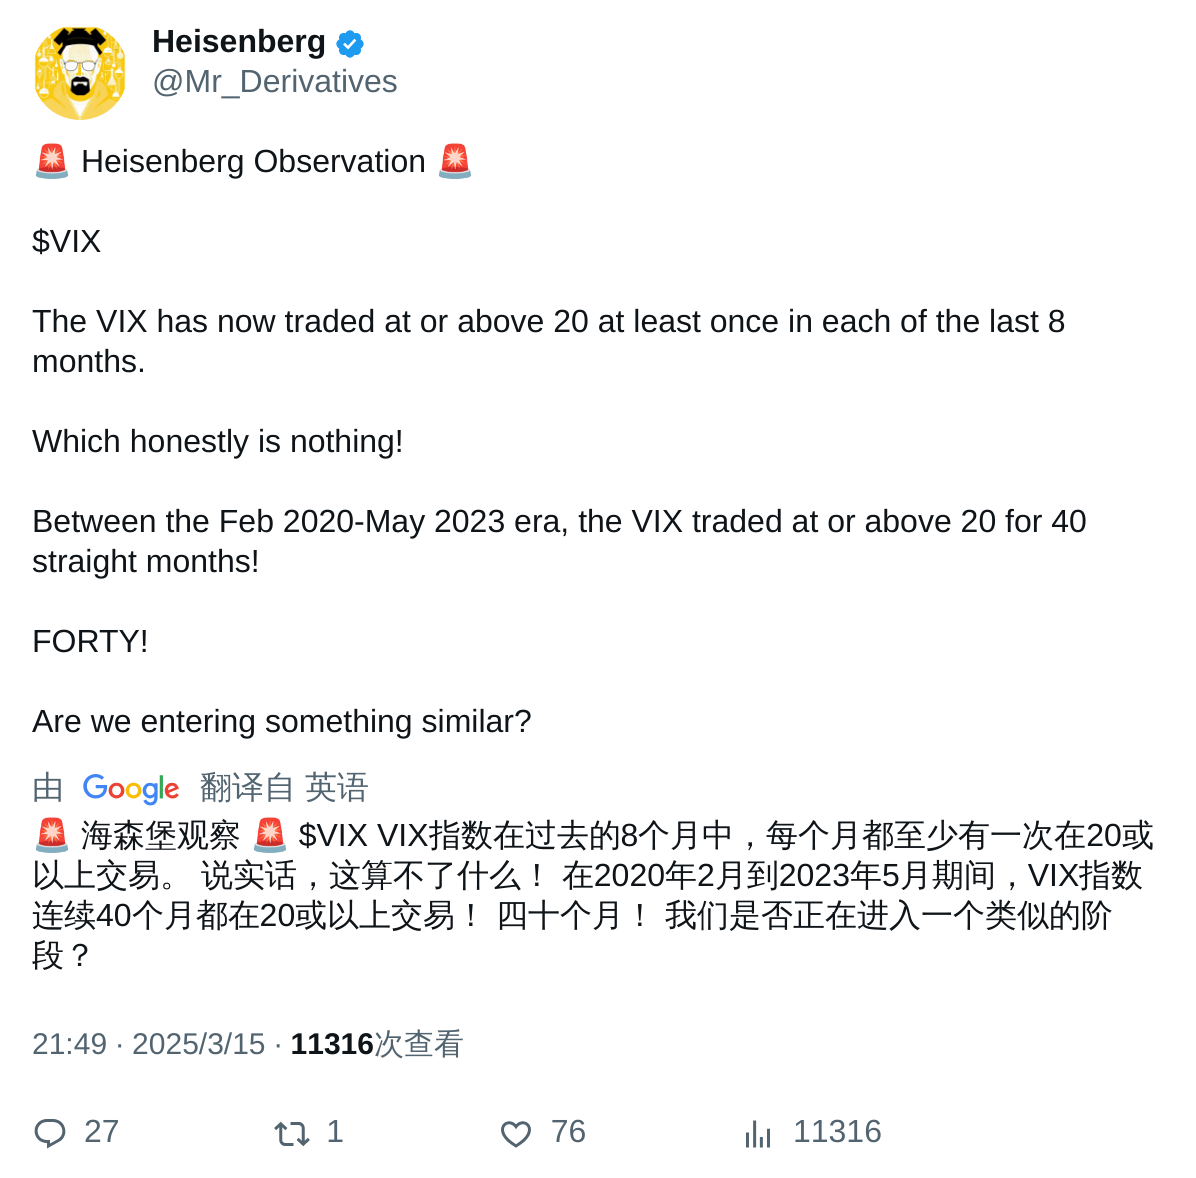 Heisenberg
@Mr_Derivatives
🚨 Heisenberg Observation 🚨
$VIX
The VIX has now traded at or above 20 at least once in each of the last 8
months.
Which honestly is nothing!
Between the Feb 2020-May 2023 era, the VIX traded at or above 20 for 40
straight months!
FORTY!
Are we entering something similar?
由 Google 翻译自 英语
🚨 海森堡观察 🚨 $VIX VIX指数在过去的8个月中，每个月都至少有一次在20或
以上交易。 说实话，这算不了什么！ 在2020年2月到2023年5月期间，VIX指数
连续40个月都在20或以上交易！ 四十个月！ 我们是否正在进入一个类似的阶
段？
21:49 · 2025/3/15 · 11316次查看
27 1 76 11316